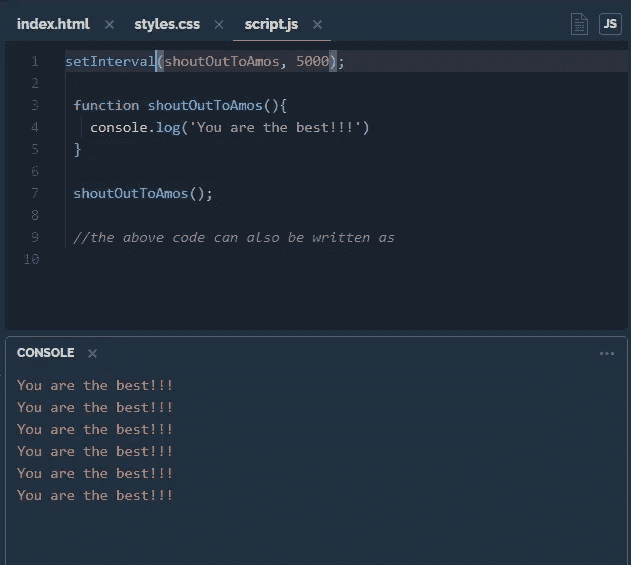 index.html × styles.css × script.js × JS
1 setInterval(shoutOutToAmos, 5000);
2
3 function shoutOutToAmos(){
4 console.log('You are the best!!!')
5 }
6
7 shoutOutToAmos();
8
9 //the above code can also be written as
10
CONSOLE × ...
You are the best!!!
You are the best!!!
You are the best!!!
You are the best!!!
You are the best!!!
You are the best!!!